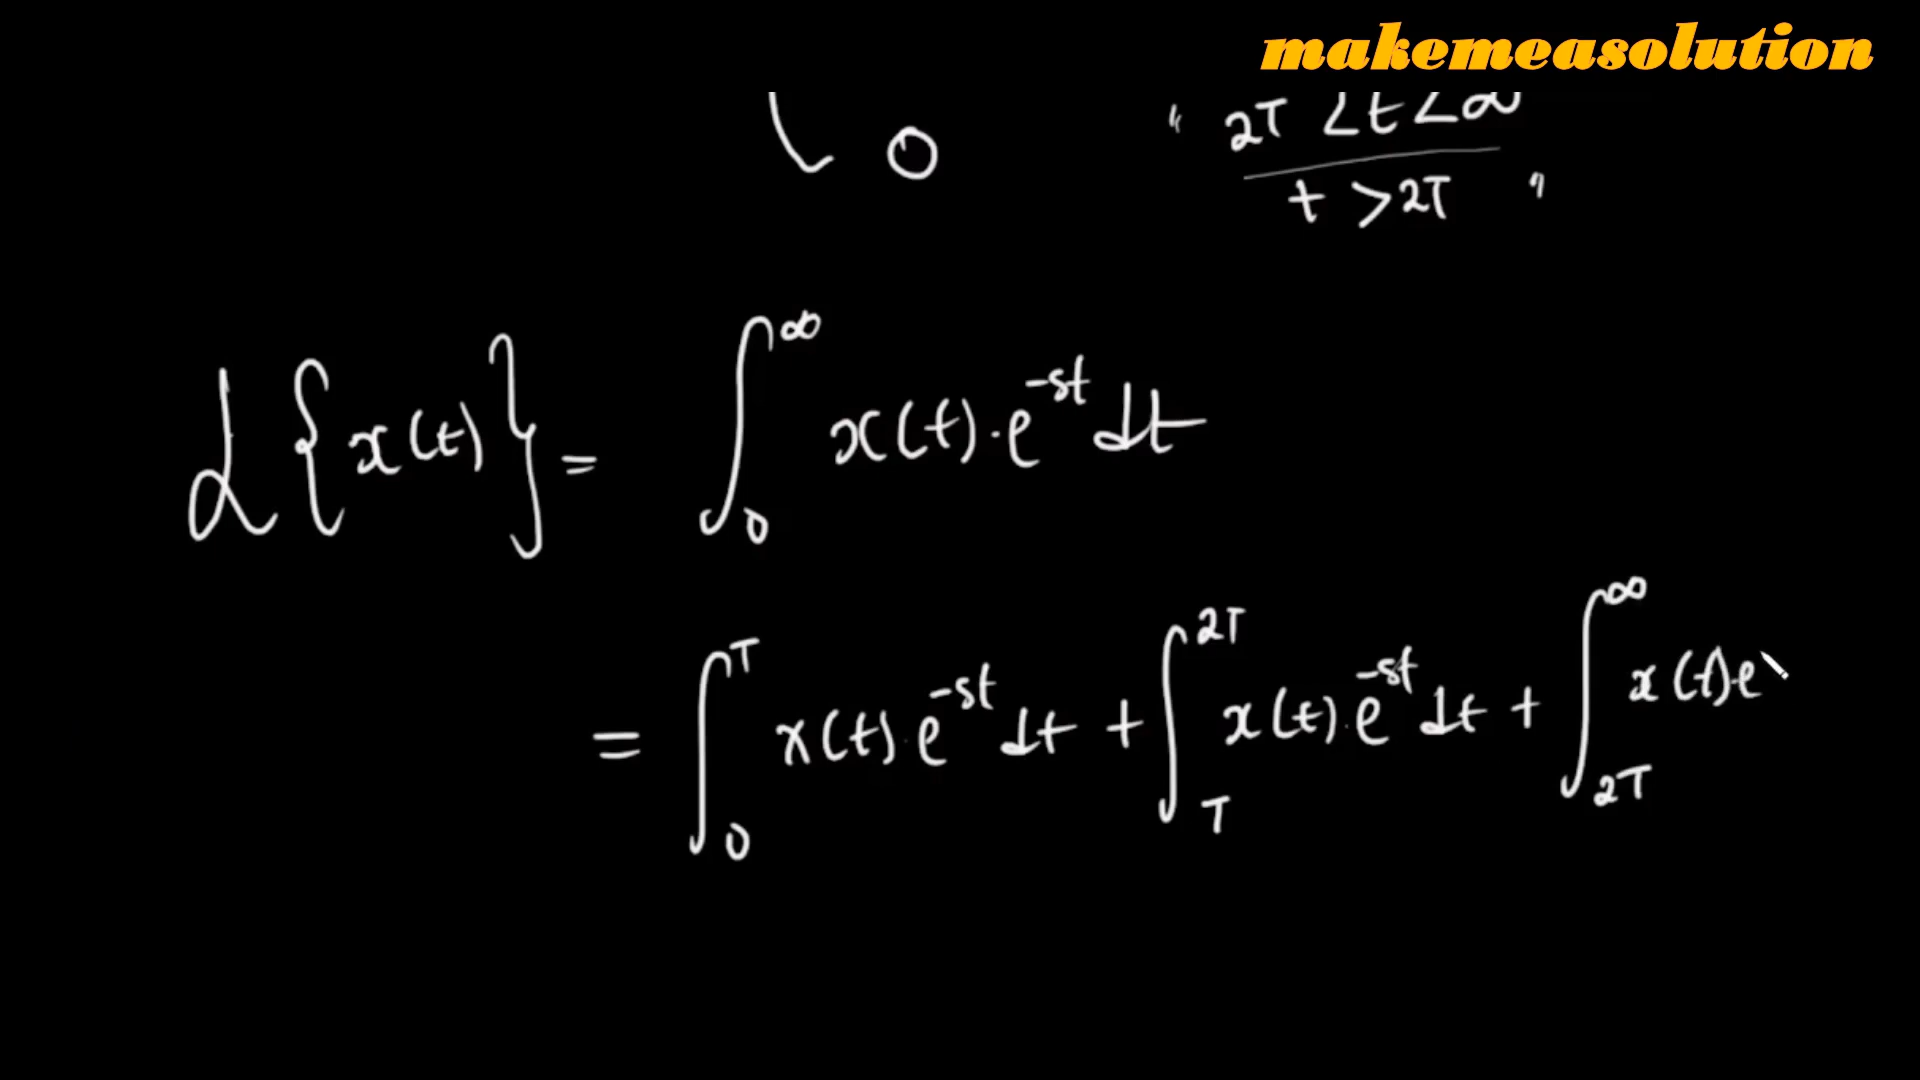 makemeasolution
0 " 2T < t < ∞
t > 2T "
ℒ{x(t)} = ∫₀^∞ x(t)·e^{-st} dt
= ∫₀^T x(t)·e^{-st} dt + ∫_T^{2T} x(t)·e^{-st} dt + ∫_{2T}^∞ x(t)e